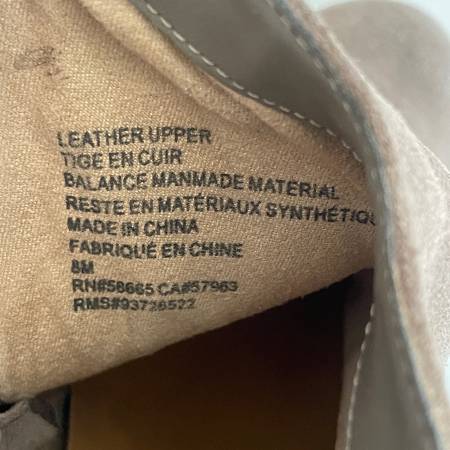 LEATHER UPPER
TIGE EN CUIR
BALANCE MANMADE MATERIAL
RESTE EN MATÉRIAUX SYNTHÉTIQU
MADE IN CHINA
FABRIQUÉ EN CHINE
8M
RN#58665 CA#57963
RMS#93726522